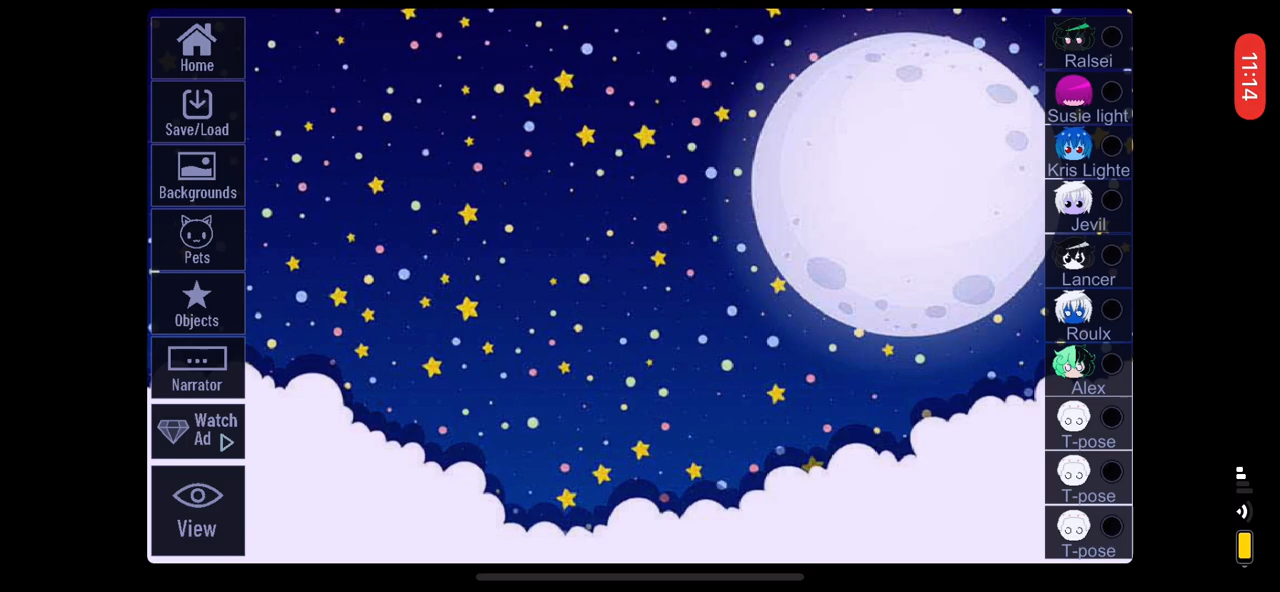 Home
Save/Load
Backgrounds
Pets
Objects
Narrator
Watch
Ad
View
Ralsei
Susie light
Kris Lighte
Jevil
Lancer
Roulx
Alex
T-pose
T-pose
T-pose
11:14